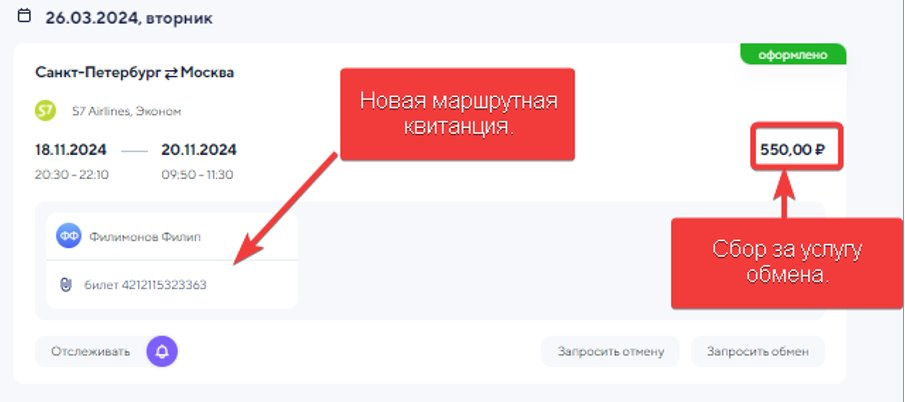 26.03.2024, вторник
оформлено
Санкт-Петербург ⇄ Москва
S7 S7 Airlines, Эконом
Новая маршрутная
квитанция.
18.11.2024 — 20.11.2024
550,00 ₽
20:30 - 22:10 09:50 - 11:30
ФФ Филимонов Филип
Сбор за услугу
обмена.
билет 4212115323363
Отслеживать
Запросить отмену
Запросить обмен